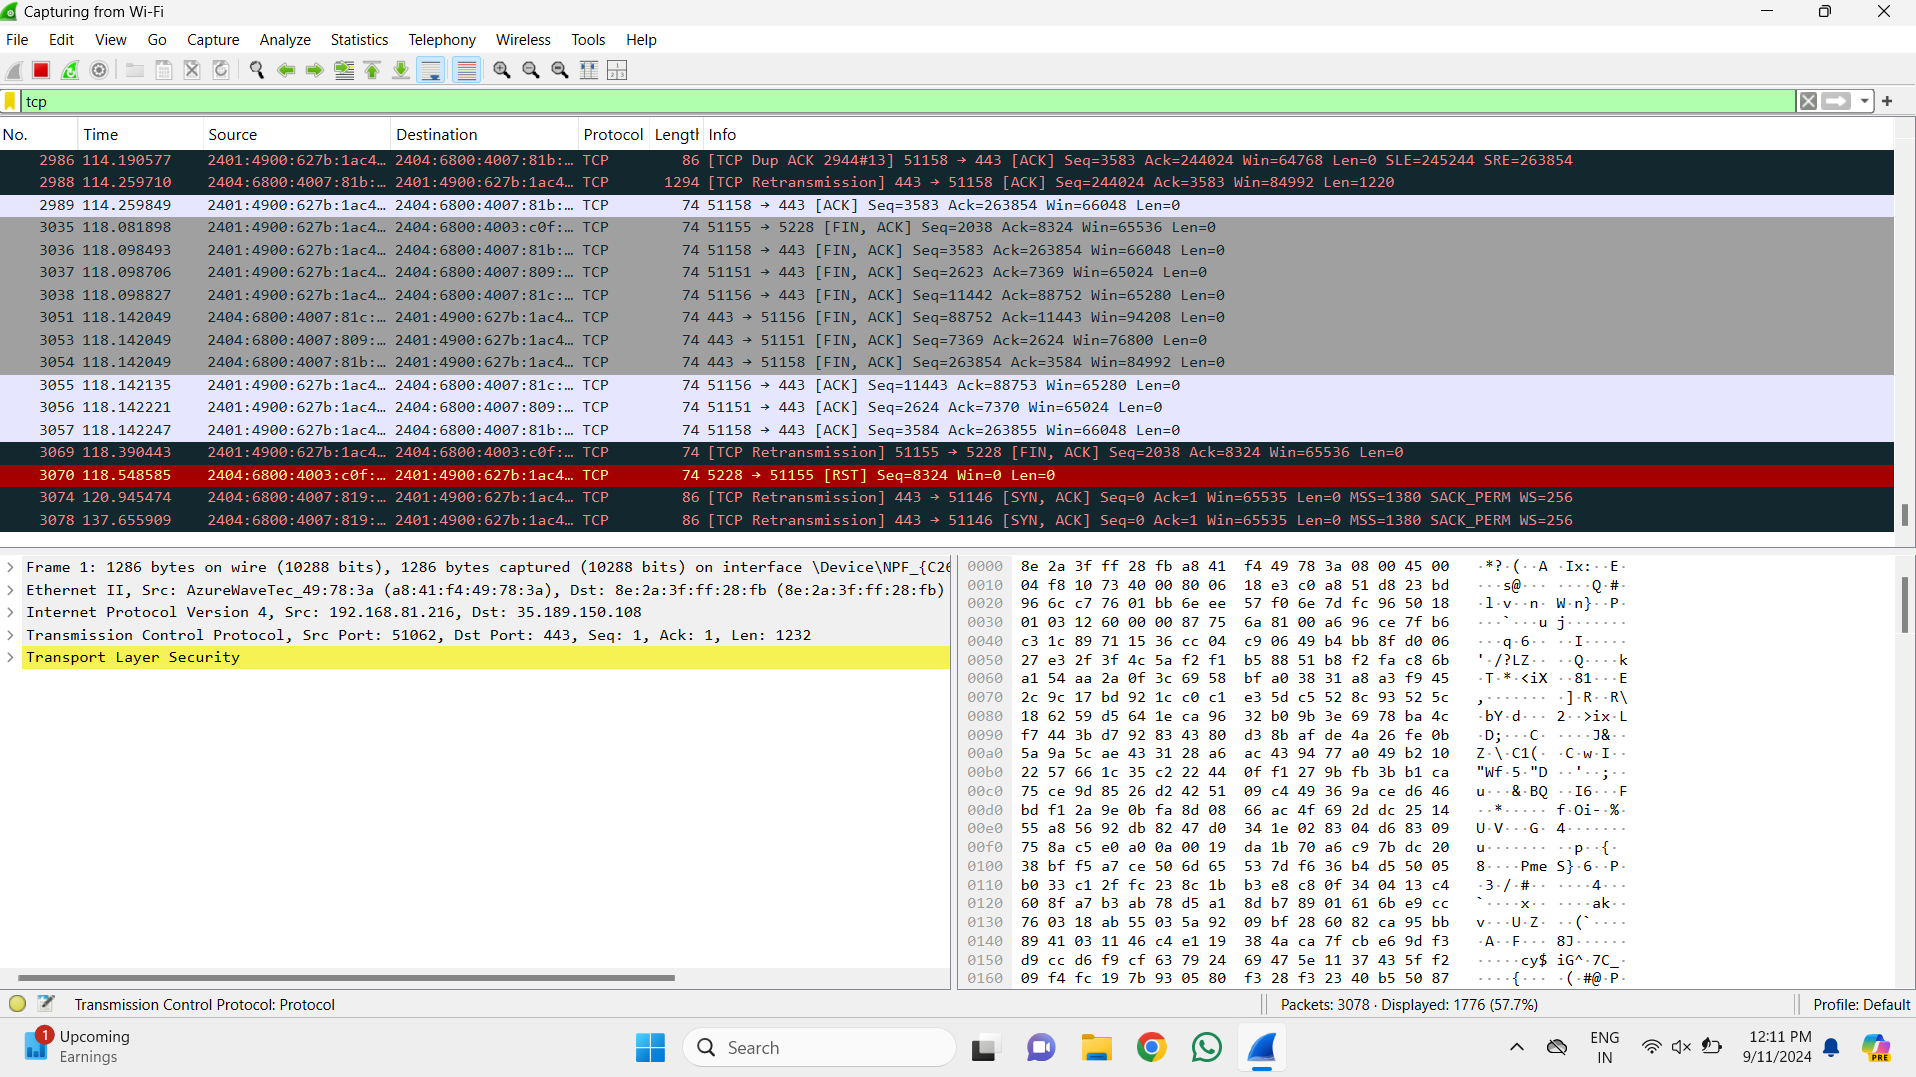 Capturing from Wi-Fi
File Edit View Go Capture Analyze Statistics Telephony Wireless Tools Help
tcp
No. Time Source Destination Protocol Length Info
2986 114.190577 2401:4900:627b:1ac4… 2404:6800:4007:81b:… TCP 86 [TCP Dup ACK 2944#13] 51158 → 443 [ACK] Seq=3583 Ack=244024 Win=64768 Len=0 SLE=245244 SRE=263854
2988 114.259710 2404:6800:4007:81b:… 2401:4900:627b:1ac4… TCP 1294 [TCP Retransmission] 443 → 51158 [ACK] Seq=244024 Ack=3583 Win=84992 Len=1220
2989 114.259849 2401:4900:627b:1ac4… 2404:6800:4007:81b:… TCP 74 51158 → 443 [ACK] Seq=3583 Ack=263854 Win=66048 Len=0
3035 118.081898 2401:4900:627b:1ac4… 2404:6800:4003:c0f:… TCP 74 51155 → 5228 [FIN, ACK] Seq=2038 Ack=8324 Win=65536 Len=0
3036 118.098493 2401:4900:627b:1ac4… 2404:6800:4007:81b:… TCP 74 51158 → 443 [FIN, ACK] Seq=3583 Ack=263854 Win=66048 Len=0
3037 118.098706 2401:4900:627b:1ac4… 2404:6800:4007:809:… TCP 74 51151 → 443 [FIN, ACK] Seq=2623 Ack=7369 Win=65024 Len=0
3038 118.098827 2401:4900:627b:1ac4… 2404:6800:4007:81c:… TCP 74 51156 → 443 [FIN, ACK] Seq=11442 Ack=88752 Win=65280 Len=0
3051 118.142049 2404:6800:4007:81c:… 2401:4900:627b:1ac4… TCP 74 443 → 51156 [FIN, ACK] Seq=88752 Ack=11443 Win=94208 Len=0
3053 118.142049 2404:6800:4007:809:… 2401:4900:627b:1ac4… TCP 74 443 → 51151 [FIN, ACK] Seq=7369 Ack=2624 Win=76800 Len=0
3054 118.142049 2404:6800:4007:81b:… 2401:4900:627b:1ac4… TCP 74 443 → 51158 [FIN, ACK] Seq=263854 Ack=3584 Win=84992 Len=0
3055 118.142135 2401:4900:627b:1ac4… 2404:6800:4007:81c:… TCP 74 51156 → 443 [ACK] Seq=11443 Ack=88753 Win=65280 Len=0
3056 118.142221 2401:4900:627b:1ac4… 2404:6800:4007:809:… TCP 74 51151 → 443 [ACK] Seq=2624 Ack=7370 Win=65024 Len=0
3057 118.142247 2401:4900:627b:1ac4… 2404:6800:4007:81b:… TCP 74 51158 → 443 [ACK] Seq=3584 Ack=263855 Win=66048 Len=0
3069 118.390443 2401:4900:627b:1ac4… 2404:6800:4003:c0f:… TCP 74 [TCP Retransmission] 51155 → 5228 [FIN, ACK] Seq=2038 Ack=8324 Win=65536 Len=0
3070 118.548585 2404:6800:4003:c0f:… 2401:4900:627b:1ac4… TCP 74 5228 → 51155 [RST] Seq=8324 Win=0 Len=0
3074 120.945474 2404:6800:4007:819:… 2401:4900:627b:1ac4… TCP 86 [TCP Retransmission] 443 → 51146 [SYN, ACK] Seq=0 Ack=1 Win=65535 Len=0 MSS=1380 SACK_PERM WS=256
3078 137.655909 2404:6800:4007:819:… 2401:4900:627b:1ac4… TCP 86 [TCP Retransmission] 443 → 51146 [SYN, ACK] Seq=0 Ack=1 Win=65535 Len=0 MSS=1380 SACK_PERM WS=256
Frame 1: 1286 bytes on wire (10288 bits), 1286 bytes captured (10288 bits) on interface \Device\NPF_{C26
Ethernet II, Src: AzureWaveTec_49:78:3a (a8:41:f4:49:78:3a), Dst: 8e:2a:3f:ff:28:fb (8e:2a:3f:ff:28:fb)
Internet Protocol Version 4, Src: 192.168.81.216, Dst: 35.189.150.108
Transmission Control Protocol, Src Port: 51062, Dst Port: 443, Seq: 1, Ack: 1, Len: 1232
Transport Layer Security
0000 8e 2a 3f ff 28 fb a8 41 f4 49 78 3a 08 00 45 00 ·*?·(··A ·Ix:··E·
0010 04 f8 10 73 40 00 80 06 18 e3 c0 a8 51 d8 23 bd ···s@··· ····Q·#·
0020 96 6c c7 76 01 bb 6e ee 57 f0 6e 7d fc 96 50 18 ·l·v··n· W·n}··P·
0030 01 03 12 60 00 00 87 75 6a 81 00 a6 96 ce 7f b6 ···`···u j·······
0040 c3 1c 89 71 15 36 cc 04 c9 06 49 b4 bb 8f d0 06 ···q·6·· ··I·····
0050 27 e3 2f 3f 4c 5a f2 f1 b5 88 51 b8 f2 fa c8 6b '·/?LZ·· ··Q····k
0060 a1 54 aa 2a 0f 3c 69 58 bf a0 38 31 a8 a3 f9 45 ·T·*·<iX ··81···E
0070 2c 9c 17 bd 92 1c c0 c1 e3 5d c5 52 8c 93 52 5c ,······· ·]·R··R\
0080 18 62 59 d5 64 1e ca 96 32 b0 9b 3e 69 78 ba 4c ·bY·d··· 2··>ix·L
0090 f7 44 3b d7 92 83 43 80 d3 8b af de 4a 26 fe 0b ·D;···C· ····J&··
00a0 5a 9a 5c ae 43 31 28 a6 ac 43 94 77 a0 49 b2 10 Z·\·C1(· ·C·w·I··
00b0 22 57 66 1c 35 c2 22 44 0f f1 27 9b fb 3b b1 ca "Wf·5·"D ··'··;··
00c0 75 ce 9d 85 26 d2 42 51 09 c4 49 36 9a ce d6 46 u···&·BQ ··I6···F
00d0 bd f1 2a 9e 0b fa 8d 08 66 ac 4f 69 2d dc 25 14 ··*····· f·Oi-·%·
00e0 55 a8 56 92 db 82 47 d0 34 1e 02 83 04 d6 83 09 U·V···G· 4·······
00f0 75 8a c5 e0 a0 0a 00 19 da 1b 70 a6 c9 7b dc 20 u······· ··p··{·
0100 38 bf f5 a7 ce 50 6d 65 53 7d f6 36 b4 d5 50 05 8····Pme S}·6··P·
0110 b0 33 c1 2f fc 23 8c 1b b3 e8 c8 0f 34 04 13 c4 ·3·/·#·· ····4···
0120 60 8f a7 b3 ab 78 d5 a1 8d b7 89 01 61 6b e9 cc `····x·· ····ak··
0130 76 03 18 ab 55 03 5a 92 09 bf 28 60 82 ca 95 bb v···U·Z· ··(`····
0140 89 41 03 11 46 c4 e1 19 38 4a ca 7f cb e6 9d f3 ·A··F··· 8J······
0150 d9 cc d6 f9 cf 63 79 24 69 47 5e 11 37 43 5f f2 ·····cy$ iG^·7C_·
0160 09 f4 fc 19 7b 93 05 80 f3 28 f3 23 40 b5 50 87 ····{··· ·(·#@·P·
Transmission Control Protocol: Protocol
Packets: 3078 · Displayed: 1776 (57.7%)
Profile: Default
1
Upcoming
Earnings
Search
ENG
IN
12:11 PM
9/11/2024
PRE